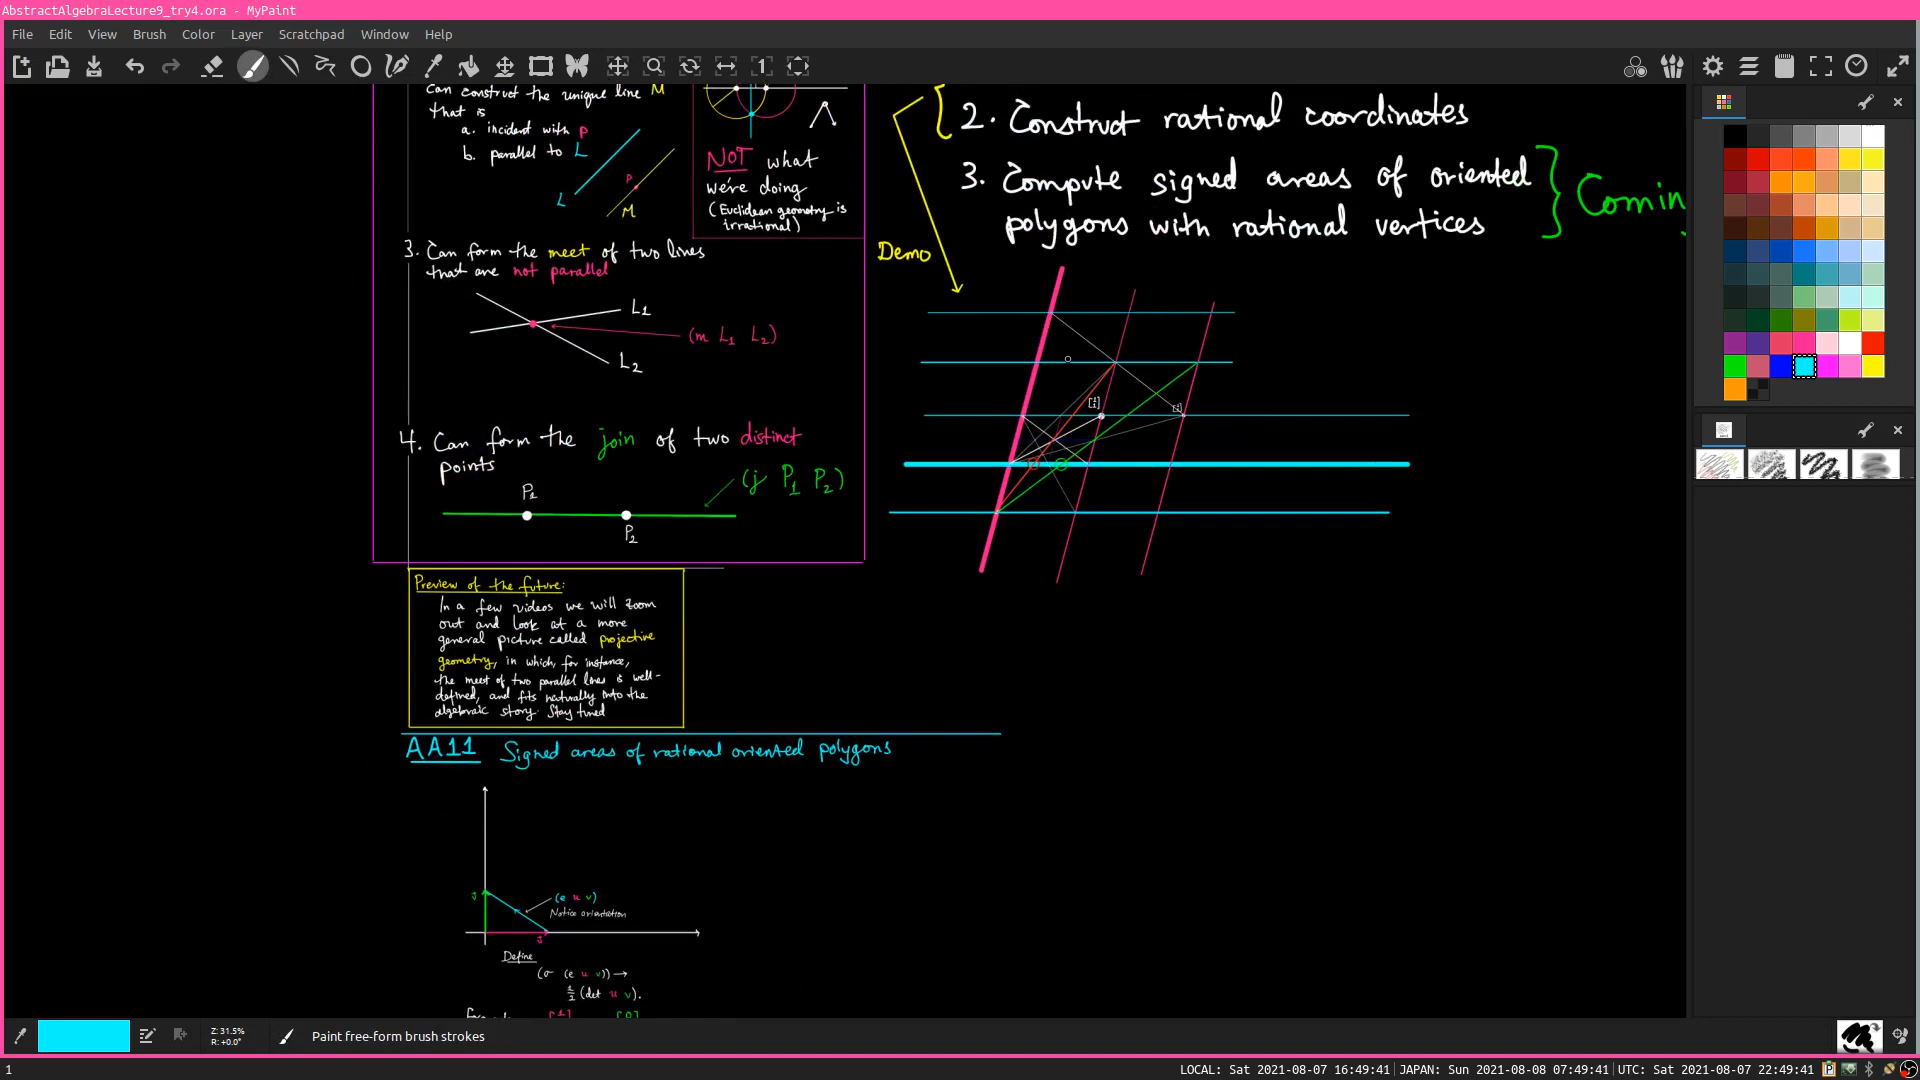 AbstractAlgebraLecture9_try4.ora - MyPaint
File Edit View Brush Color Layer Scratchpad Window Help
can construct the unique line M
that is
a. incident with P
b. parallel to L
L
P
M
NOT what
we're doing
(Euclidean geometry is
irrational)
3. Can form the meet of two lines
that are not parallel
L1
L2
(m L1 L2)
4. Can form the join of two distinct
points
P1
P2
(j P1 P2)
Preview of the future:
In a few videos we will zoom
out and look at a more
general picture called projective
geometry, in which, for instance,
the meet of two parallel lines is well-
defined, and fits naturally into the
algebraic story. Stay tuned
2. Construct rational coordinates
3. Compute signed areas of oriented
polygons with rational vertices
Comin
Demo
AA11 Signed areas of rational oriented polygons
(e u v)
Notice orientation
Define
(σ (e u v)) →
1/2 (det u v).
Z: 31.5%
R: +0.0°
Paint free-form brush strokes
1
LOCAL: Sat 2021-08-07 16:49:41 | JAPAN: Sun 2021-08-08 07:49:41 | UTC: Sat 2021-08-07 22:49:41